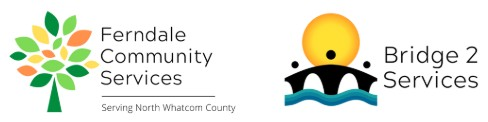 Ferndale
Community
Services
Serving North Whatcom County
Bridge 2
Services